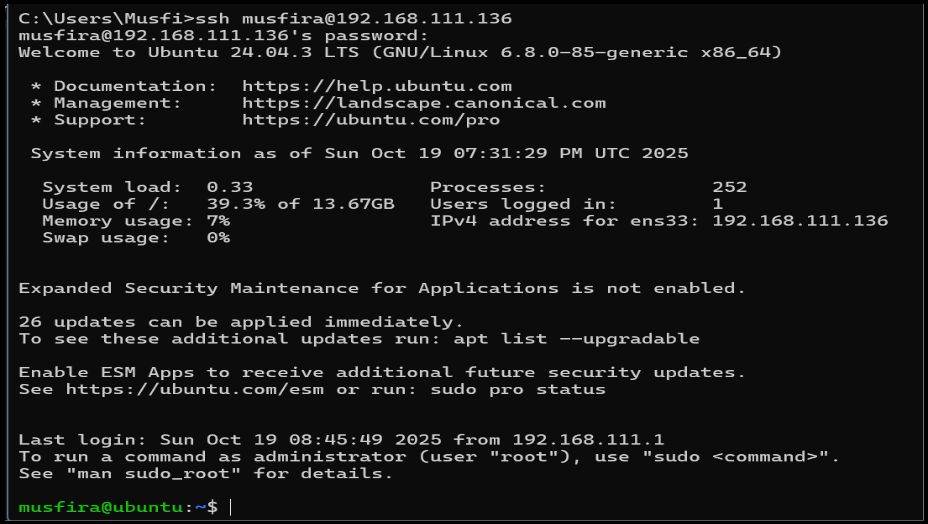 C:\Users\Musfi>ssh musfira@192.168.111.136
musfira@192.168.111.136's password:
Welcome to Ubuntu 24.04.3 LTS (GNU/Linux 6.8.0-85-generic x86_64)
* Documentation:  https://help.ubuntu.com
* Management:     https://landscape.canonical.com
* Support:        https://ubuntu.com/pro
System information as of Sun Oct 19 07:31:29 PM UTC 2025
System load:  0.33               Processes:              252
Usage of /:   39.3% of 13.67GB   Users logged in:        1
Memory usage: 7%                 IPv4 address for ens33: 192.168.111.136
Swap usage:   0%
Expanded Security Maintenance for Applications is not enabled.
26 updates can be applied immediately.
To see these additional updates run: apt list --upgradable
Enable ESM Apps to receive additional future security updates.
See https://ubuntu.com/esm or run: sudo pro status
Last login: Sun Oct 19 08:45:49 2025 from 192.168.111.1
To run a command as administrator (user "root"), use "sudo <command>".
See "man sudo_root" for details.
musfira@ubuntu:~$